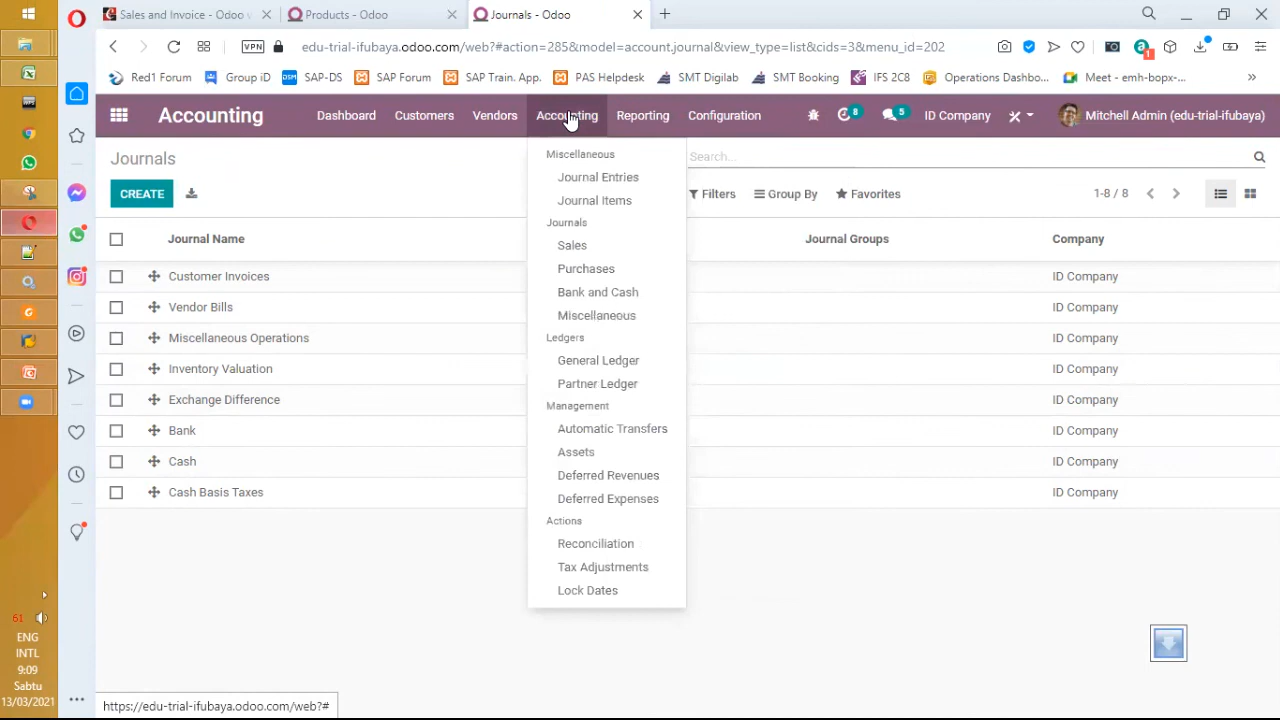 Sales and Invoice - Odoo v
Products - Odoo
Journals - Odoo
VPN
edu-trial-ifubaya.odoo.com/web?#action=285&model=account.journal&view_type=list&cids=3&menu_id=202
1
Red1 Forum
Group iD
DSM
SAP-DS
SAP Forum
SAP Train. App.
PAS Helpdesk
SMT Digilab
SMT Booking
IFS 2C8
Operations Dashbo...
Meet - emh-bopx-...
Accounting
Dashboard
Customers
Vendors
Accounting
Reporting
Configuration
8
5
ID Company
Mitchell Admin (edu-trial-ifubaya)
Journals
Search...
CREATE
Filters
Group By
Favorites
1-8 / 8
Journal Name
Journal Groups
Company
Customer Invoices
ID Company
Vendor Bills
ID Company
Miscellaneous Operations
ID Company
Inventory Valuation
ID Company
Exchange Difference
ID Company
Bank
ID Company
Cash
ID Company
Cash Basis Taxes
ID Company
Miscellaneous
Journal Entries
Journal Items
Journals
Sales
Purchases
Bank and Cash
Miscellaneous
Ledgers
General Ledger
Partner Ledger
Management
Automatic Transfers
Assets
Deferred Revenues
Deferred Expenses
Actions
Reconciliation
Tax Adjustments
Lock Dates
61
ENG
INTL
9:09
Sabtu
13/03/2021
https://edu-trial-ifubaya.odoo.com/web?#